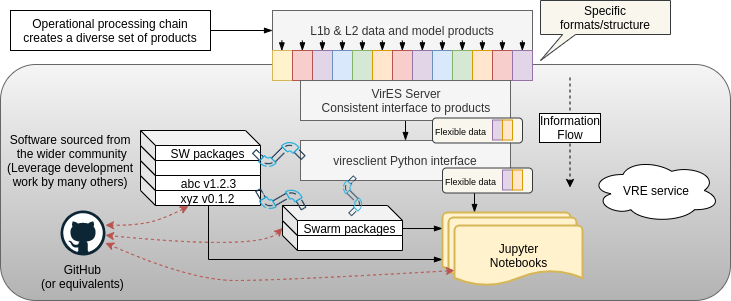 Operational processing chain
creates a diverse set of products
L1b & L2 data and model products
Specific
formats/structure
VirES Server
Consistent interface to products
Flexible data
Information
Flow
Software sourced from
the wider community
(Leverage development
work by many others)
SW packages
abc v1.2.3
xyz v0.1.2
viresclient Python interface
Flexible data
VRE service
Swarm packages
Jupyter
Notebooks
GitHub
(or equivalents)